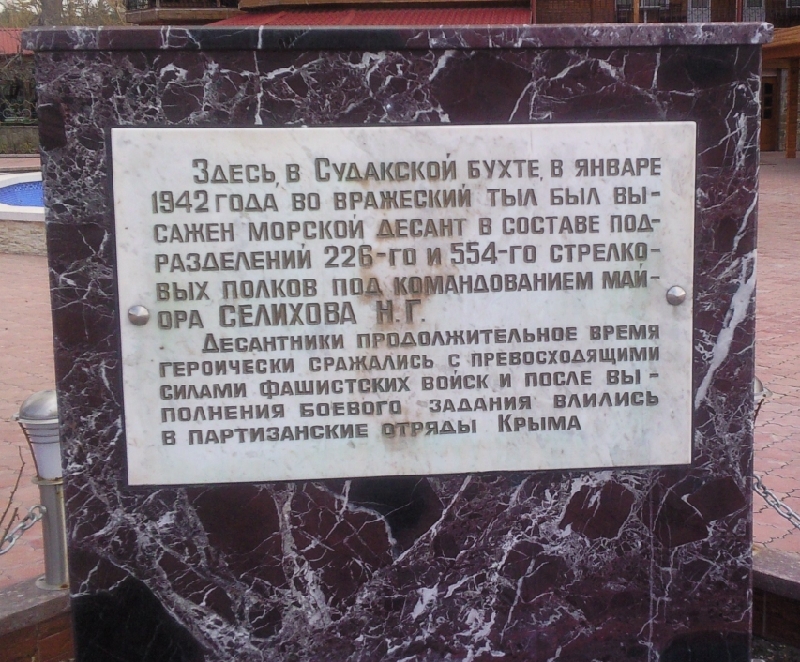 Здесь, в Судакской бухте, в январе
1942 года, во вражеский тыл был вы-
сажен морской десант в составе под-
разделений 226-го и 554-го стрелко-
вых полков под командованием май-
ора СЕЛИХОВА Н.Г.
Десантники продолжительное время
героически сражались с превосходящими
силами фашистских войск и после вы-
полнения боевого задания влились
в партизанские отряды Крыма